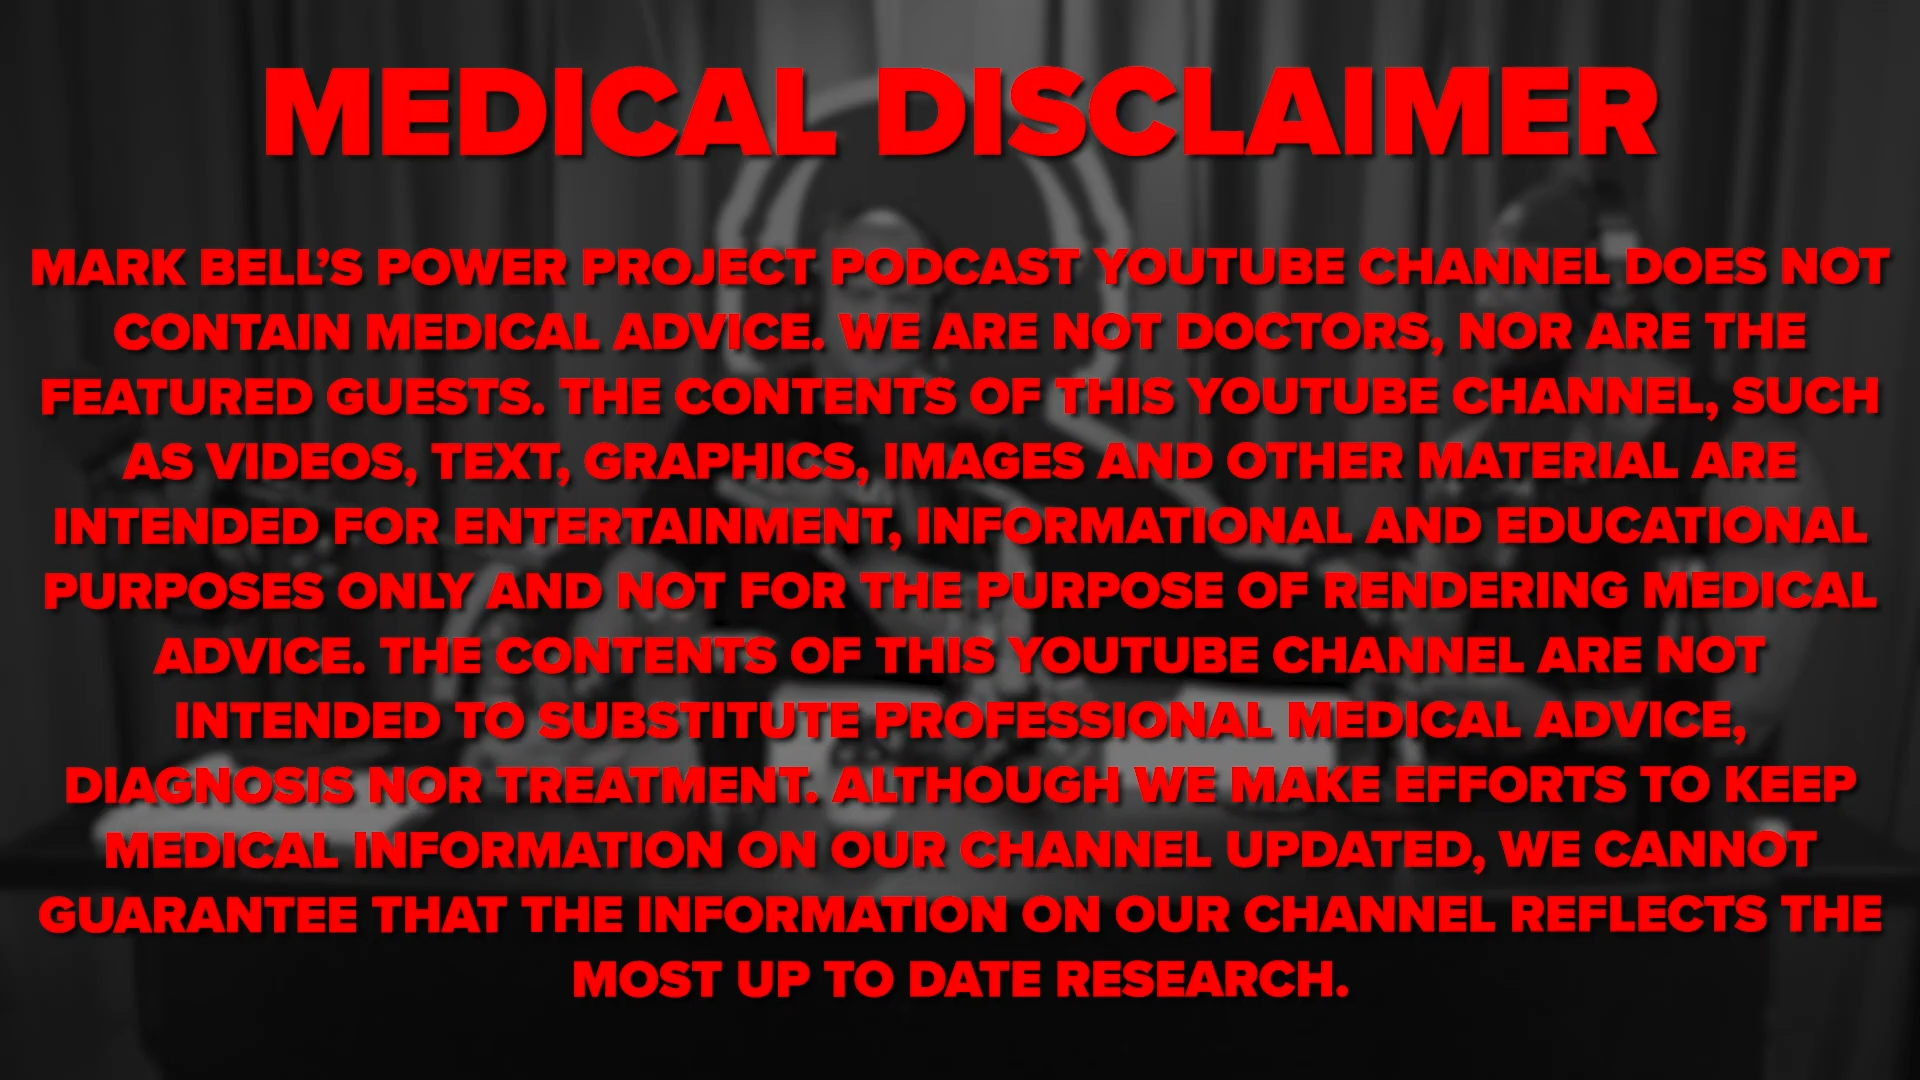 MEDICAL DISCLAIMER
MARK BELL’S POWER PROJECT PODCAST YOUTUBE CHANNEL DOES NOT
CONTAIN MEDICAL ADVICE. WE ARE NOT DOCTORS, NOR ARE THE
FEATURED GUESTS. THE CONTENTS OF THIS YOUTUBE CHANNEL, SUCH
AS VIDEOS, TEXT, GRAPHICS, IMAGES AND OTHER MATERIAL ARE
INTENDED FOR ENTERTAINMENT, INFORMATIONAL AND EDUCATIONAL
PURPOSES ONLY AND NOT FOR THE PURPOSE OF RENDERING MEDICAL
ADVICE. THE CONTENTS OF THIS YOUTUBE CHANNEL ARE NOT
INTENDED TO SUBSTITUTE PROFESSIONAL MEDICAL ADVICE,
DIAGNOSIS NOR TREATMENT. ALTHOUGH WE MAKE EFFORTS TO KEEP
MEDICAL INFORMATION ON OUR CHANNEL UPDATED, WE CANNOT
GUARANTEE THAT THE INFORMATION ON OUR CHANNEL REFLECTS THE
MOST UP TO DATE RESEARCH.